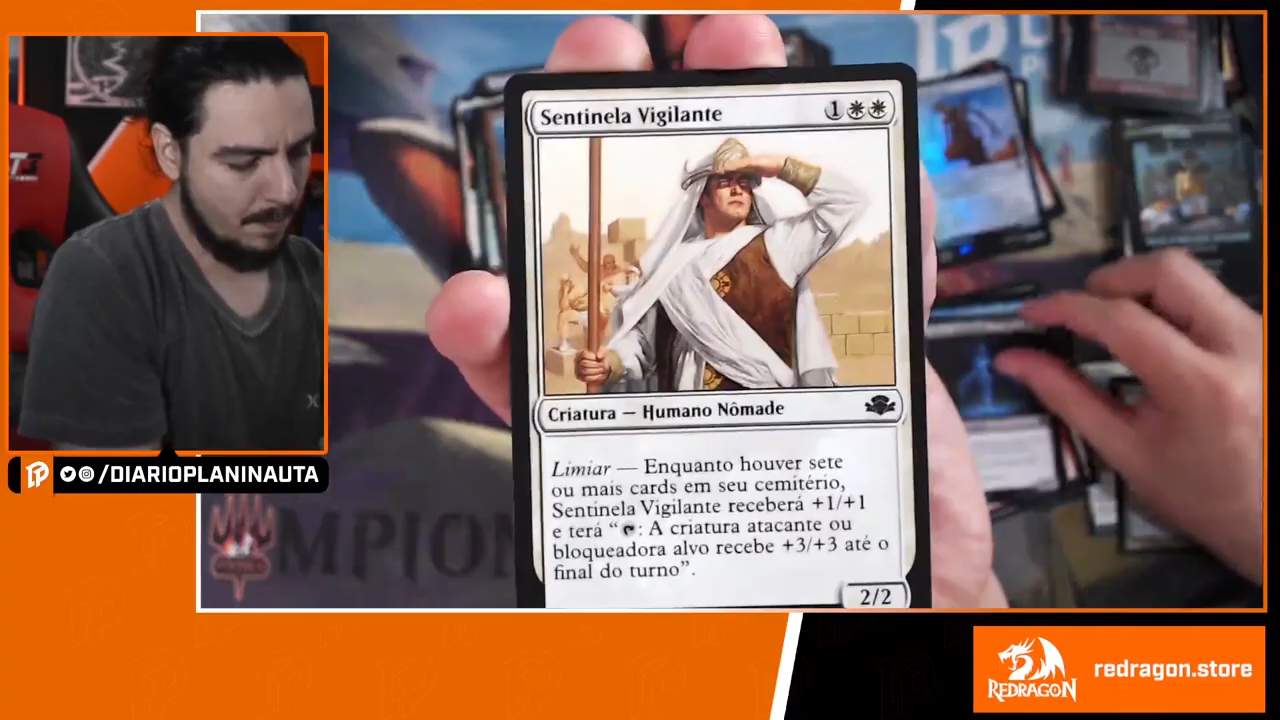 Sentinela Vigilante 1
Criatura — Humano Nômade
Limiar — Enquanto houver sete
ou mais cards em seu cemitério,
Sentinela Vigilante receberá +1/+1
e terá “: A criatura atacante ou
bloqueadora alvo recebe +3/+3 até o
final do turno”.
2/2
/DIARIOPLANINAUTA
MPION
REDRAGON
redragon.store